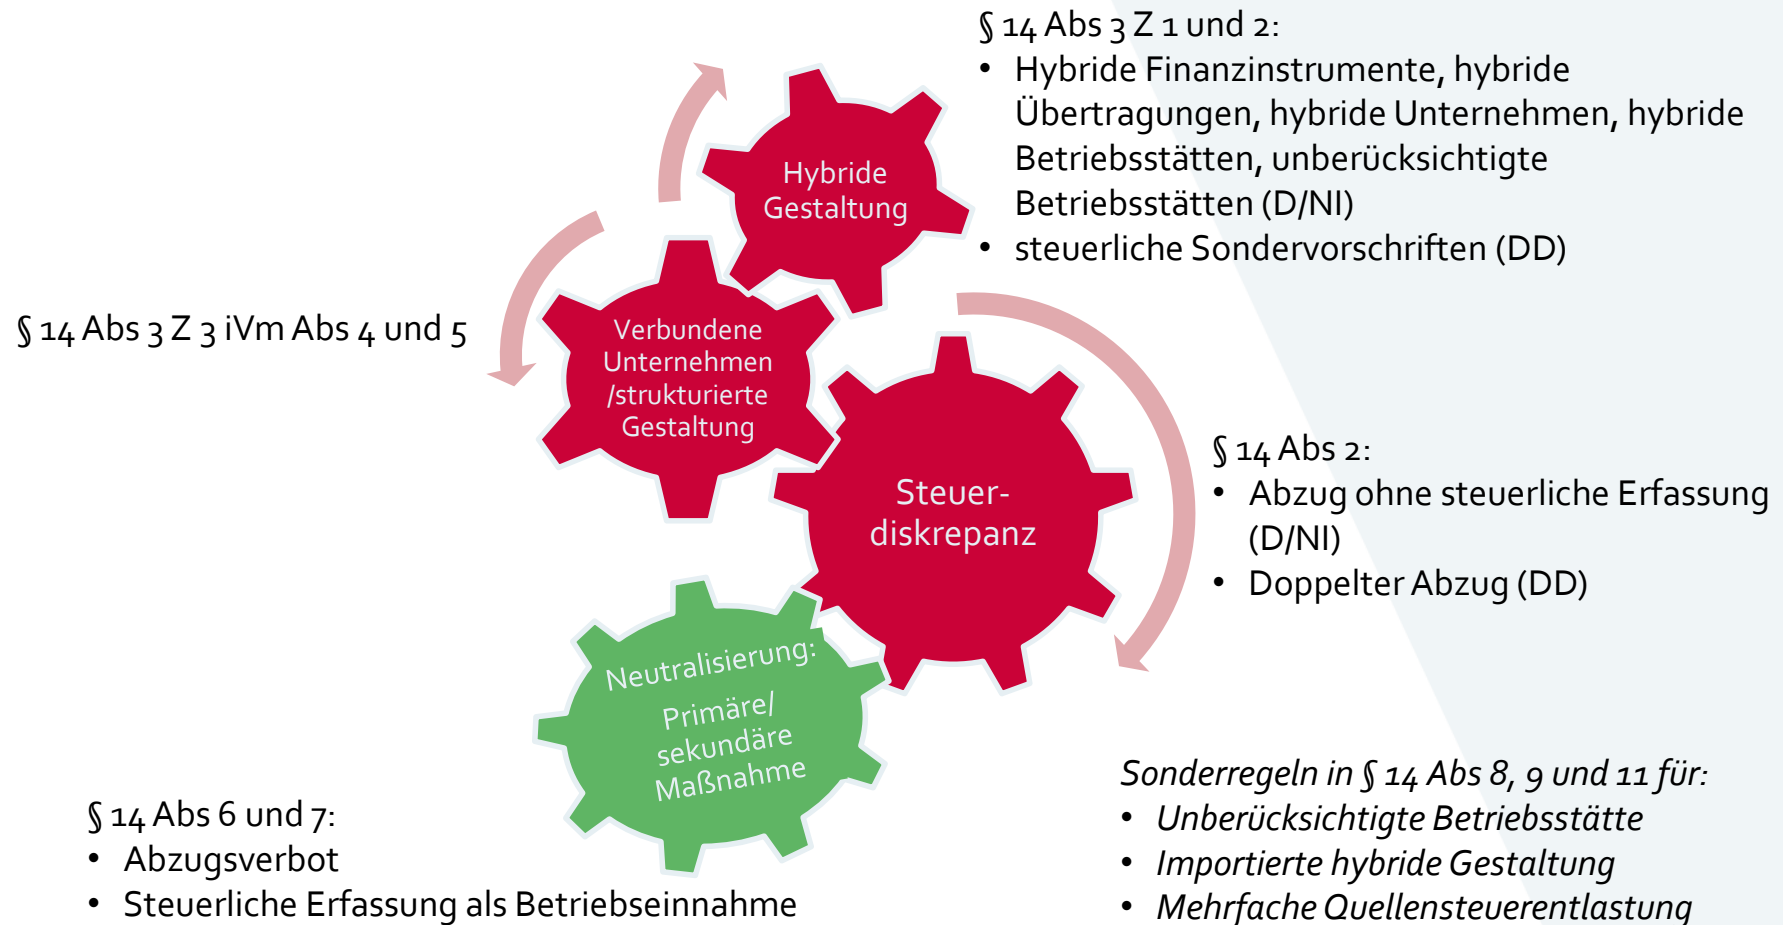 § 14 Abs 3 Z 1 und 2:
• Hybride Finanzinstrumente, hybride
Übertragungen, hybride Unternehmen, hybride
Betriebsstätten, unberücksichtigte
Betriebsstätten (D/NI)
• steuerliche Sondervorschriften (DD)
Hybride
Gestaltung
§ 14 Abs 3 Z 3 iVm Abs 4 und 5
Verbundene
Unternehmen
/strukturierte
Gestaltung
Steuer-
diskrepanz
§ 14 Abs 2:
• Abzug ohne steuerliche Erfassung
(D/NI)
• Doppelter Abzug (DD)
Neutralisierung:
Primäre/
sekundäre
Maßnahme
§ 14 Abs 6 und 7:
• Abzugsverbot
• Steuerliche Erfassung als Betriebseinnahme
Sonderregeln in § 14 Abs 8, 9 und 11 für:
• Unberücksichtigte Betriebsstätte
• Importierte hybride Gestaltung
• Mehrfache Quellensteuerentlastung